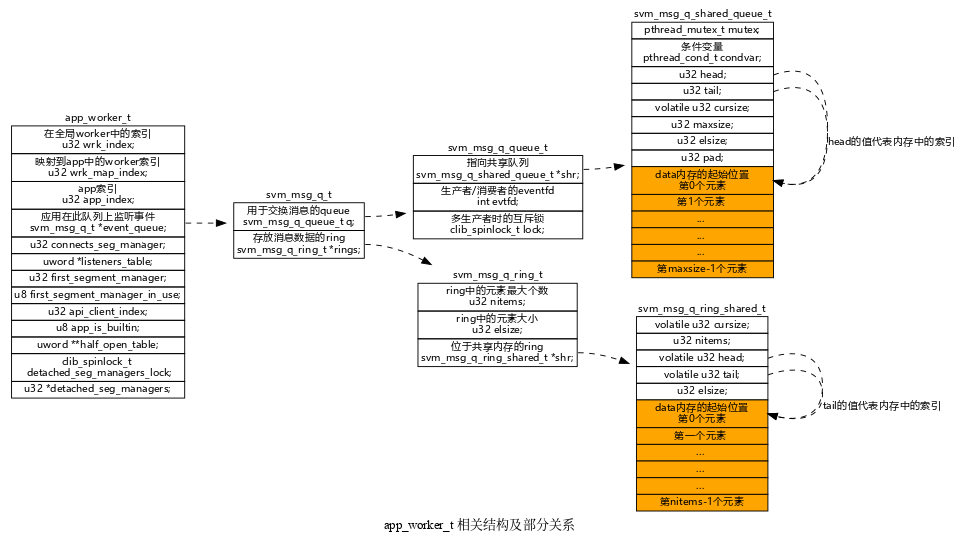 app_worker_t
在全局worker中的索引
u32 wrk_index;
映射到app中的worker索引
u32 wrk_map_index;
app索引
u32 app_index;
应用在此队列上监听事件
svm_msg_q_t *event_queue;
u32 connects_seg_manager;
uword *listeners_table;
u32 first_segment_manager;
u8 first_segment_manager_in_use;
u32 api_client_index;
u8 app_is_builtin;
uword **half_open_table;
clib_spinlock_t
detached_seg_managers_lock;
u32 *detached_seg_managers;
svm_msg_q_t
用于交换消息的queue
svm_msg_q_queue_t q;
存放消息数据的ring
svm_msg_q_ring_t *rings;
svm_msg_q_queue_t
指向共享队列
svm_msg_q_shared_queue_t *shr;
生产者/消费者的eventfd
int evtfd;
多生产者时的互斥锁
clib_spinlock_t lock;
svm_msg_q_ring_t
ring中的元素最大个数
u32 nitems;
ring中的元素大小
u32 elsize;
位于共享内存的ring
svm_msg_q_ring_shared_t *shr;
svm_msg_q_shared_queue_t
pthread_mutex_t mutex;
条件变量
pthread_cond_t condvar;
u32 head;
u32 tail;
volatile u32 cursize;
u32 maxsize;
u32 elsize;
u32 pad;
data内存的起始位置
第0个元素
第1个元素
...
...
...
第maxsize-1个元素
head的值代表内存中的索引
svm_msg_q_ring_shared_t
volatile u32 cursize;
u32 nitems;
volatile u32 head;
volatile u32 tail;
u32 elsize;
data内存的起始位置
第0个元素
第一个元素
...
...
...
第nitems-1个元素
tail的值代表内存中的索引
app_worker_t 相关结构及部分关系